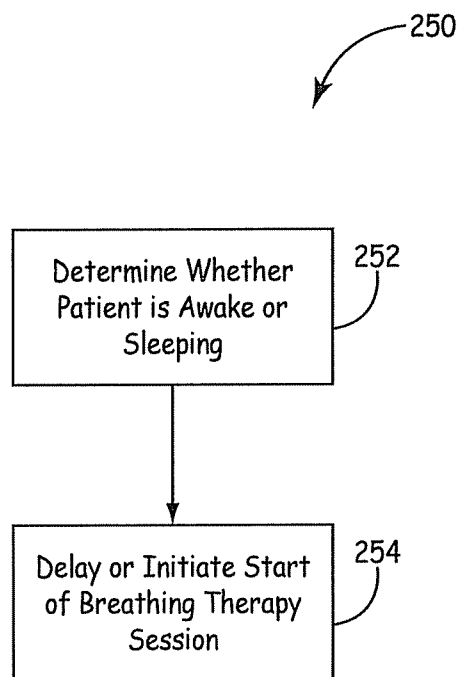 250
Determine Whether
Patient is Awake or
Sleeping
252
Delay or Initiate Start
of Breathing Therapy
Session
254